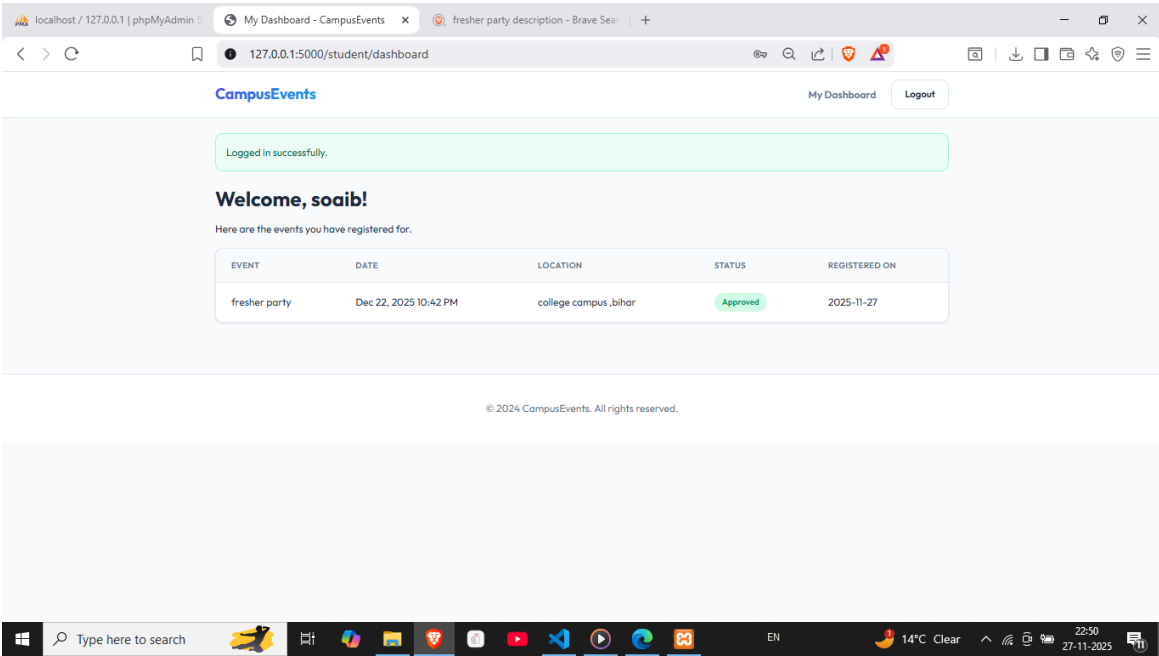 localhost / 127.0.0.1 | phpMyAdmin 5
My Dashboard - CampusEvents
fresher party description - Brave Sear
127.0.0.1:5000/student/dashboard
CampusEvents
My Dashboard
Logout
Logged in successfully.
Welcome, soaib!
Here are the events you have registered for.
EVENT DATE LOCATION STATUS REGISTERED ON
fresher party Dec 22, 2025 10:42 PM college campus ,bihar Approved 2025-11-27
© 2024 CampusEvents. All rights reserved.
Type here to search
EN
14°C Clear
22:50
27-11-2025